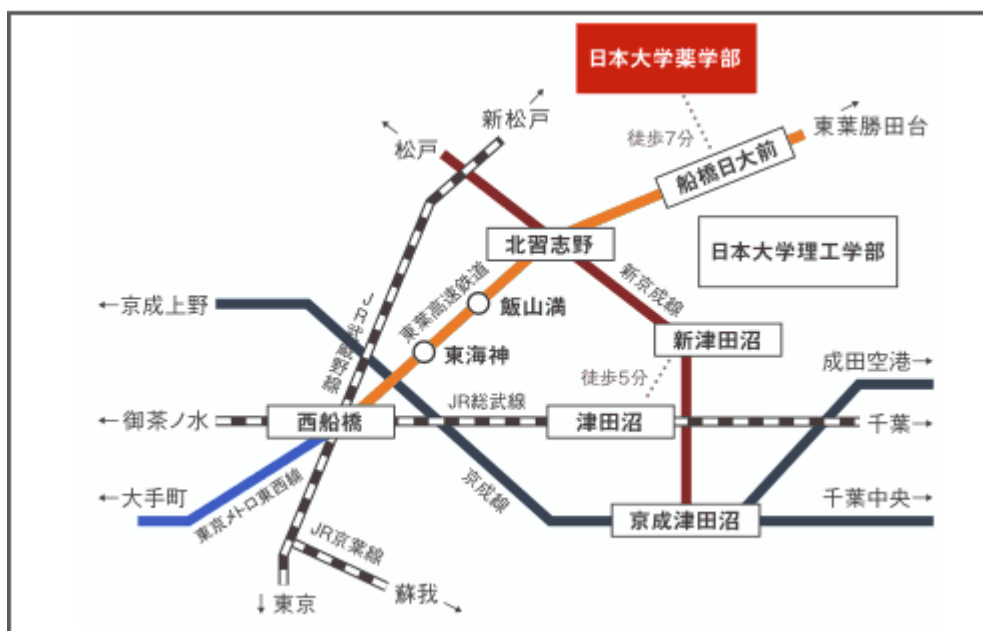 日本大学薬学部
新松戸
松戸
徒歩7分
東葉勝田台
船橋日大前
北習志野
日本大学理工学部
新京成線
東葉高速鉄道
飯山満
←京成上野
JR武蔵野線
東海神
新津田沼
成田空港→
徒歩5分
JR総武線
←御茶ノ水
西船橋
津田沼
千葉→
←大手町
東京メトロ東西線
京成線
京成津田沼
千葉中央→
JR京葉線
↓東京
蘇我